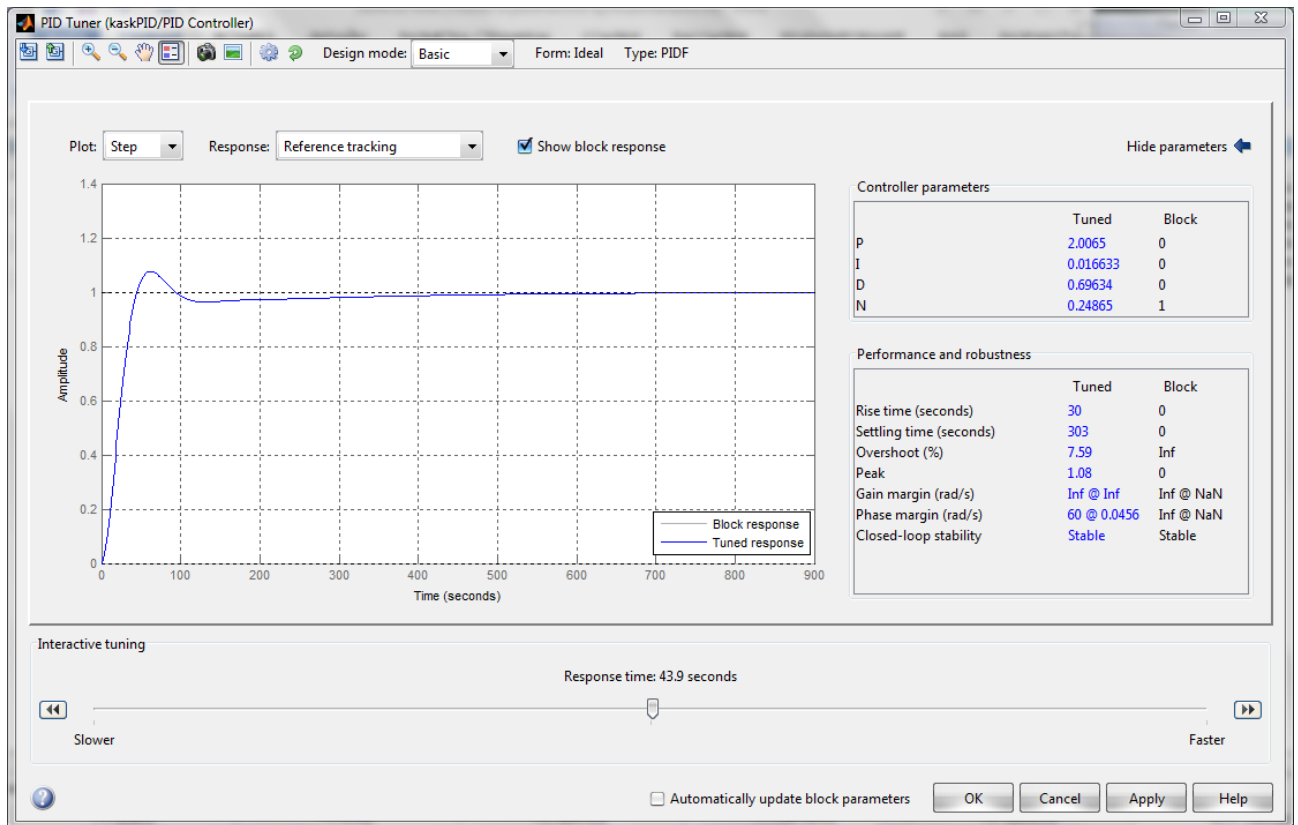 PID Tuner (kaskPID/PID Controller)
Design mode: Basic Form: Ideal Type: PIDF
Plot: Step Response: Reference tracking Show block response Hide parameters
1.4
1.2
1
0.8
0.6
0.4
0.2
0
Amplitude
0 100 200 300 400 500 600 700 800 900
Time (seconds)
Block response
Tuned response
Controller parameters
Tuned Block
P 2.0065 0
I 0.016633 0
D 0.69634 0
N 0.24865 1
Performance and robustness
Tuned Block
Rise time (seconds) 30 0
Settling time (seconds) 303 0
Overshoot (%) 7.59 Inf
Peak 1.08 0
Gain margin (rad/s) Inf @ Inf Inf @ NaN
Phase margin (rad/s) 60 @ 0.0456 Inf @ NaN
Closed-loop stability Stable Stable
Interactive tuning
Response time: 43.9 seconds
Slower Faster
Automatically update block parameters OK Cancel Apply Help